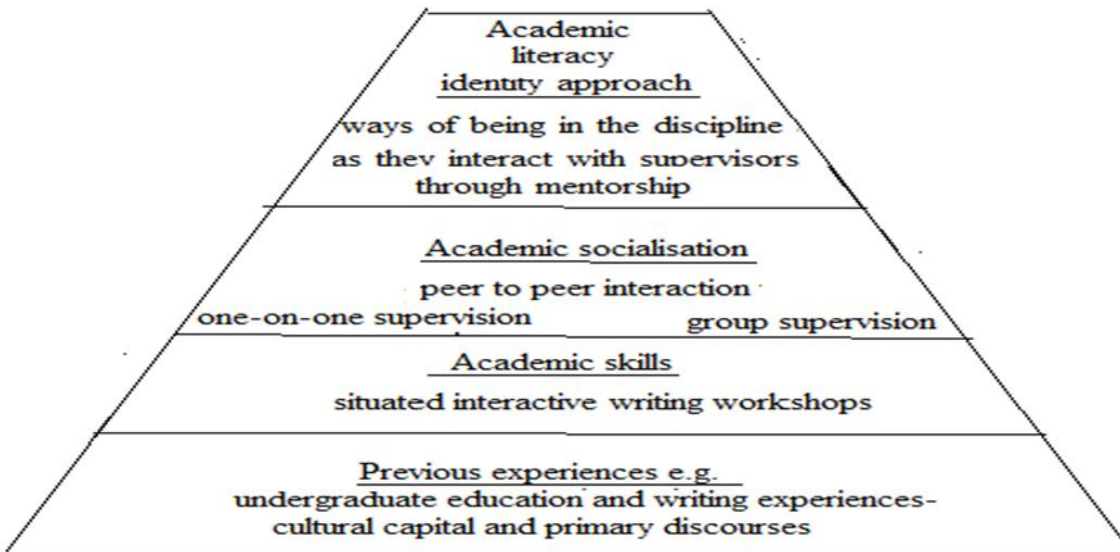 Academic
literacy
identity approach
ways of being in the discipline
as they interact with supervisors
through mentorship
Academic socialisation
peer to peer interaction
one-on-one supervision group supervision
Academic skills
situated interactive writing workshops
Previous experiences e.g.
undergraduate education and writing experiences-
cultural capital and primary discourses